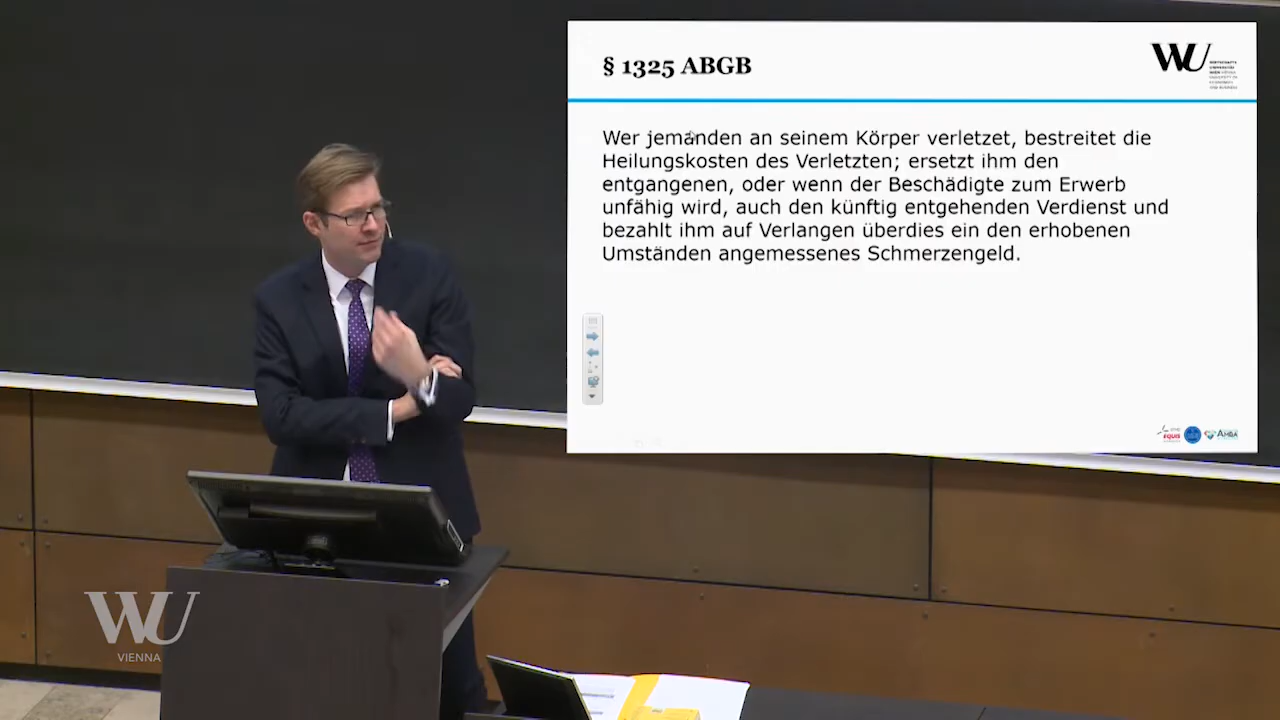 § 1325 ABGB
WU
Wer jemanden an seinem Körper verletzet, bestreitet die
Heilungskosten des Verletzten; ersetzt ihm den
entgangenen, oder wenn der Beschädigte zum Erwerb
unfähig wird, auch den künftig entgehenden Verdienst und
bezahlt ihm auf Verlangen überdies ein den erhobenen
Umständen angemessenes Schmerzengeld.
EQUIS
AMBA
WU
VIENNA